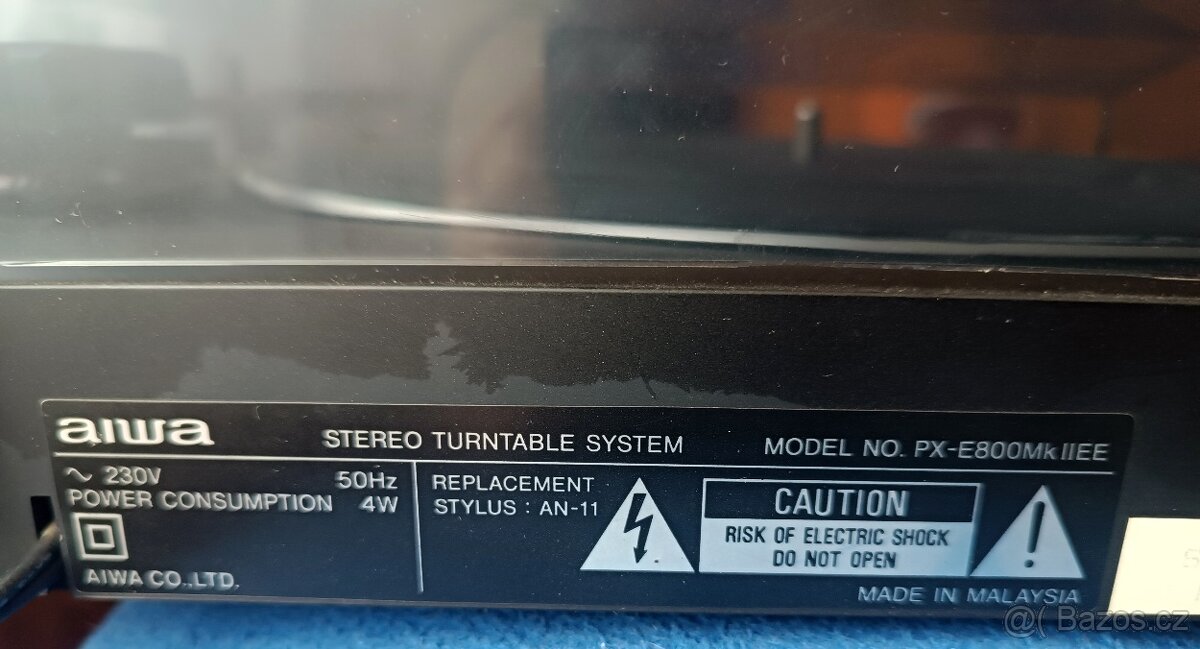 aiwa
STEREO TURNTABLE SYSTEM
MODEL NO. PX-E800MkIIEE
~ 230V 50Hz
POWER CONSUMPTION 4W
AIWA CO.,LTD.
REPLACEMENT
STYLUS : AN-11
CAUTION
RISK OF ELECTRIC SHOCK
DO NOT OPEN
MADE IN MALAYSIA
@( Bazos.cz